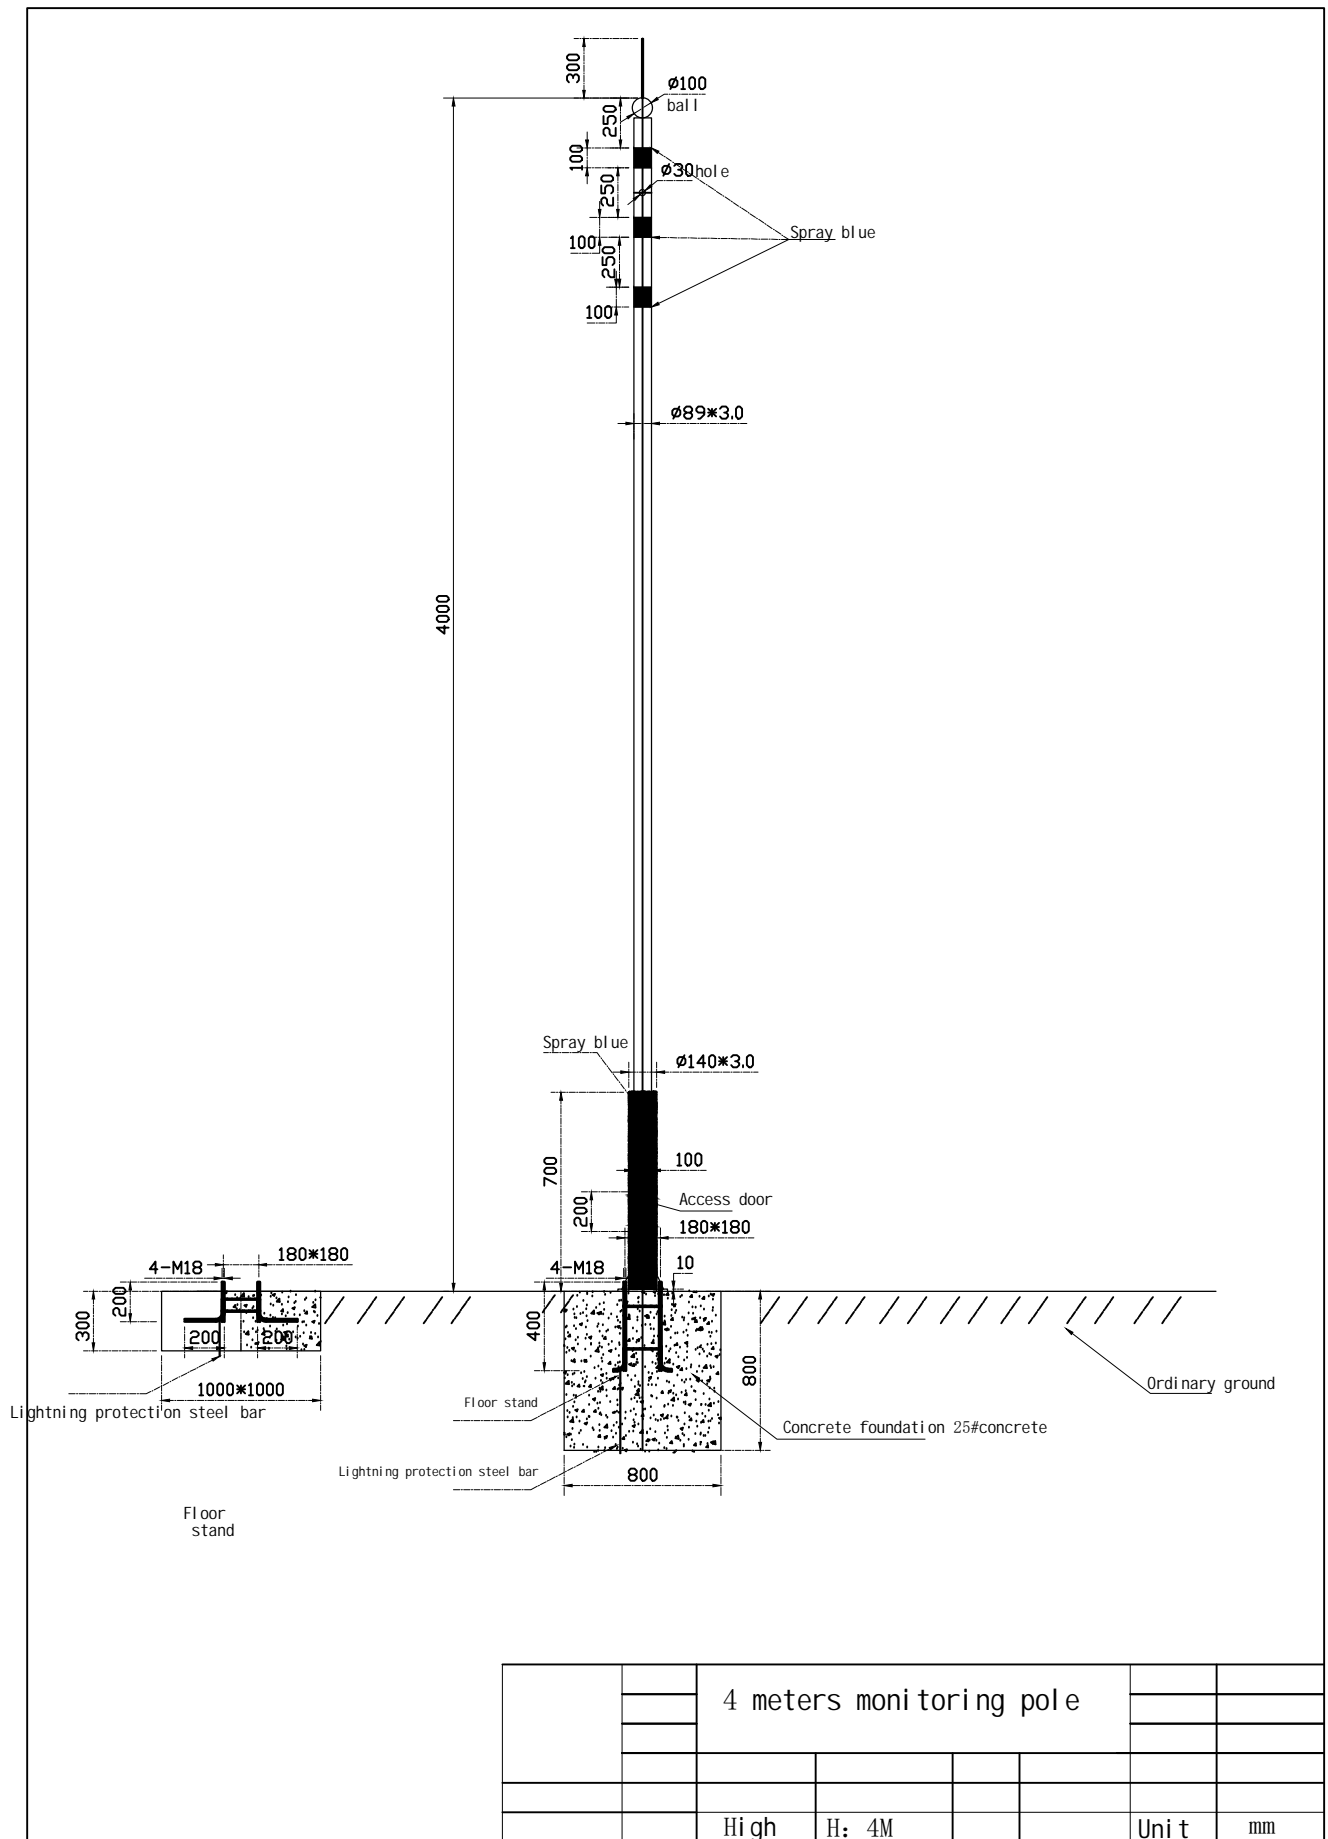 300
Ø100
ball
250
100
Ø30hole
250
Spray blue
100
250
100
Ø89*3.0
4000
Spray blue
Ø140*3.0
700
100
Access door
200
180*180
180*180
4-M18
4-M18
10
200
300
400
200
200
800
1000*1000
Ordinary ground
Lightning protection steel bar
Floor stand
Concrete foundation 25#concrete
Lightning protection steel bar
800
Floor
stand
4 meters monitoring pole
High H: 4M Unit mm